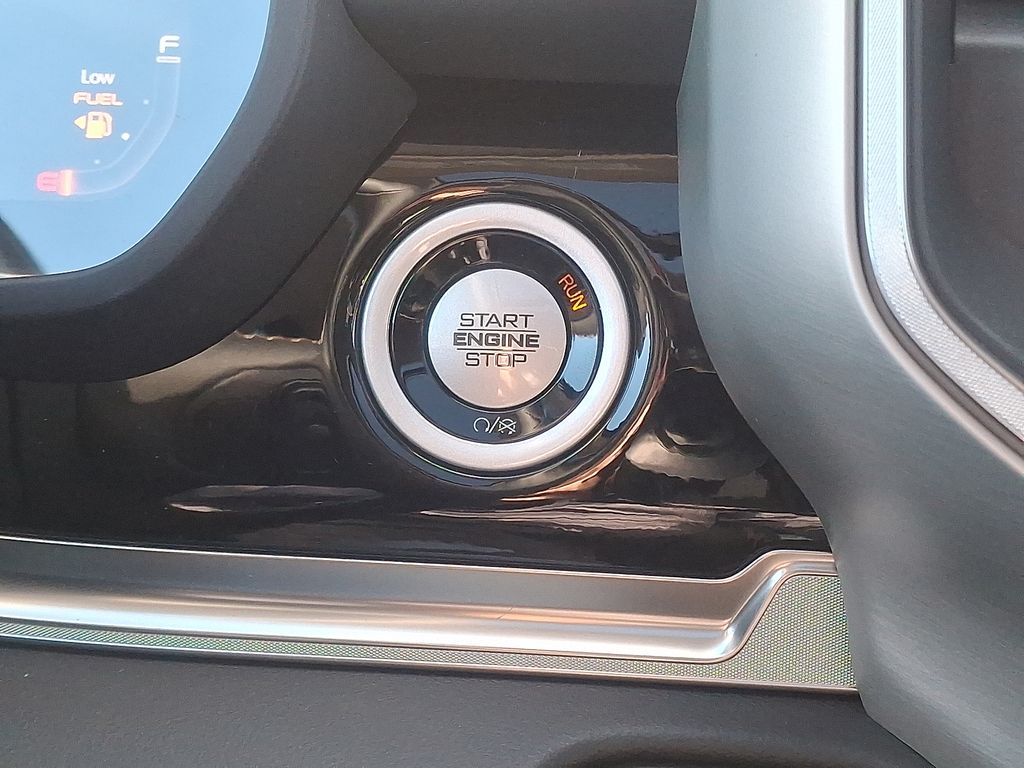 F
Low
FUEL
E
RUN
START
ENGINE
STOP